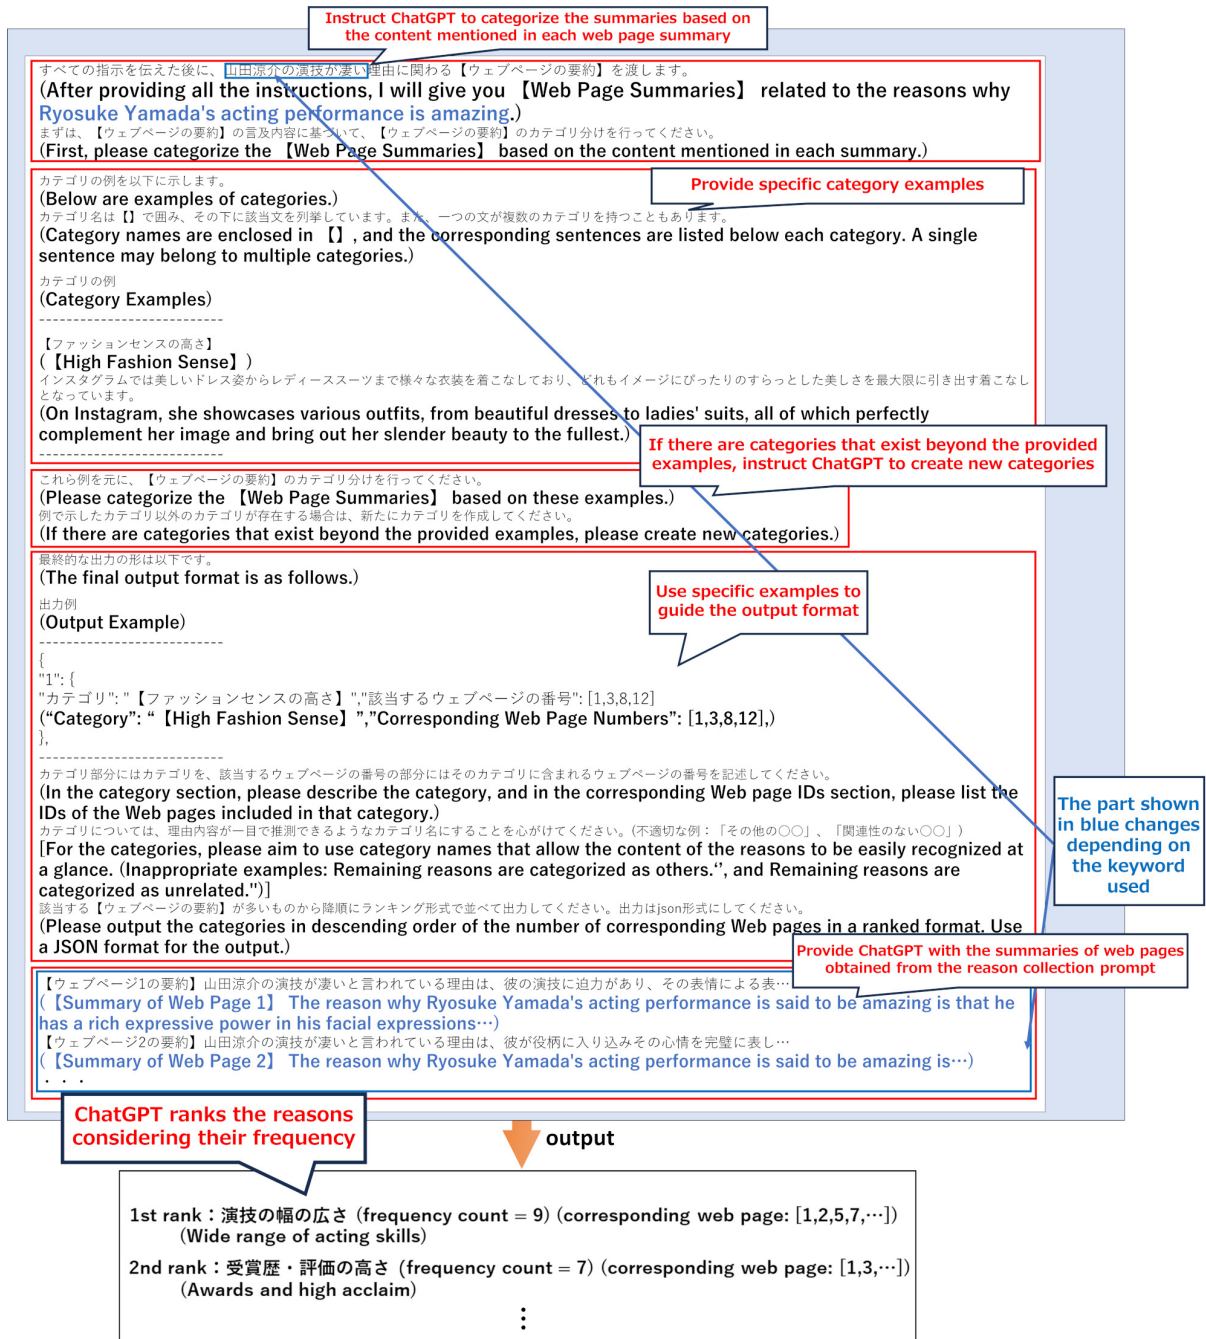 Instruct ChatGPT to categorize the summaries based on
the content mentioned in each web page summary
すべての指示を伝えた後に、山田涼介の演技が凄い理由に関わる【ウェブページの要約】を渡します。
(After providing all the instructions, I will give you 【Web Page Summaries】 related to the reasons why
Ryosuke Yamada's acting performance is amazing.)
まずは、【ウェブページの要約】の言及内容に基づいて、【ウェブページの要約】のカテゴリ分けを行ってください。
(First, please categorize the 【Web Page Summaries】 based on the content mentioned in each summary.)
カテゴリの例を以下に示します。
Provide specific category examples
(Below are examples of categories.)
カテゴリ名は【】で囲み、その下に該当文を列挙しています。また、一つの文が複数のカテゴリを持つこともあります。
(Category names are enclosed in 【】, and the corresponding sentences are listed below each category. A single
sentence may belong to multiple categories.)
カテゴリの例
(Category Examples)
---------------------------
【ファッションセンスの高さ】
(【High Fashion Sense】)
インスタグラムでは美しいドレス姿からレディーススーツまで様々な衣装を着こなしており、どれもイメージにぴったりのすらっとした美しさを最大限に引き出す着こなし
となっています。
(On Instagram, she showcases various outfits, from beautiful dresses to ladies' suits, all of which perfectly
complement her image and bring out her slender beauty to the fullest.)
---------------------------
If there are categories that exist beyond the provided
examples, instruct ChatGPT to create new categories
これら例を元に、【ウェブページの要約】のカテゴリ分けを行ってください。
(Please categorize the 【Web Page Summaries】 based on these examples.)
例で示したカテゴリ以外のカテゴリが存在する場合は、新たにカテゴリを作成してください。
(If there are categories that exist beyond the provided examples, please create new categories.)
最終的な出力の形は以下です。
(The final output format is as follows.)
Use specific examples to
guide the output format
出力例
(Output Example)
---------------------------
{
"1": {
"カテゴリ": "【ファッションセンスの高さ】","該当するウェブページの番号": [1,3,8,12]
(“Category”: “【High Fashion Sense】”,”Corresponding Web Page Numbers”: [1,3,8,12],)
},
---------------------------
カテゴリ部分にはカテゴリを、該当するウェブページの番号の部分にはそのカテゴリに含まれるウェブページの番号を記述してください。
(In the category section, please describe the category, and in the corresponding Web page IDs section, please list the
IDs of the Web pages included in that category.)
カテゴリについては、理由内容が一目で推測できるようなカテゴリ名にすることを心がけてください。(不適切な例：「その他の○○」、「関連性のない○○」)
[For the categories, please aim to use category names that allow the content of the reasons to be easily recognized at
a glance. (Inappropriate examples: Remaining reasons are categorized as others.‘’, and Remaining reasons are
categorized as unrelated.")]
該当する【ウェブページの要約】が多いものから降順にランキング形式で並べて出力してください。出力はjson形式にしてください。
(Please output the categories in descending order of the number of corresponding Web pages in a ranked format. Use
a JSON format for the output.)
The part shown
in blue changes
depending on
the keyword
used
Provide ChatGPT with the summaries of web pages
obtained from the reason collection prompt
【ウェブページ1の要約】山田涼介の演技が凄いと言われている理由は、彼の演技に迫力があり、その表情による表…
(【Summary of Web Page 1】 The reason why Ryosuke Yamada's acting performance is said to be amazing is that he
has a rich expressive power in his facial expressions…)
【ウェブページ2の要約】山田涼介の演技が凄いと言われている理由は、彼が役柄に入り込みその心情を完璧に表し…
(【Summary of Web Page 2】 The reason why Ryosuke Yamada's acting performance is said to be amazing is…)
・・・
ChatGPT ranks the reasons
considering their frequency
output
1st rank：演技の幅の広さ (frequency count = 9) (corresponding web page: [1,2,5,7,…])
(Wide range of acting skills)
2nd rank：受賞歴・評価の高さ (frequency count = 7) (corresponding web page: [1,3,…])
(Awards and high acclaim)
⋮